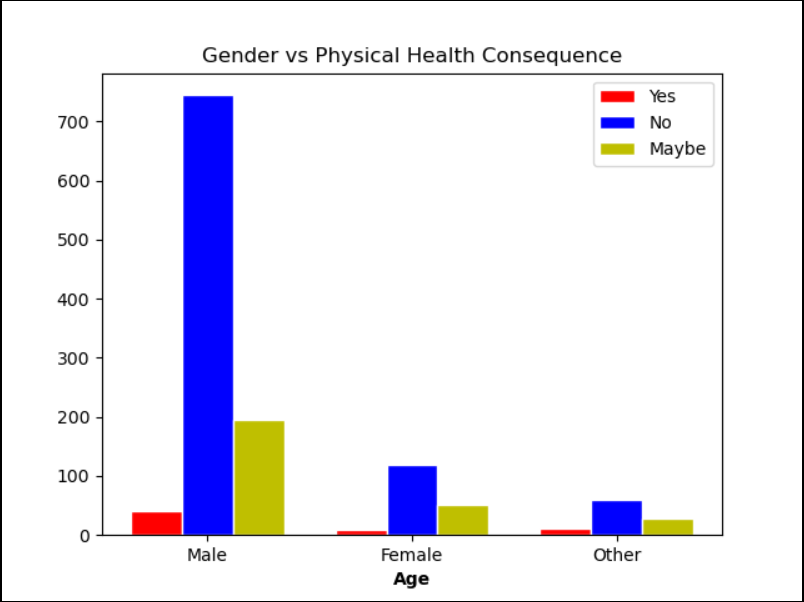 Gender vs Physical Health Consequence
Yes
No
Maybe
700
600
500
400
300
200
100
0
Male Female Other
Age